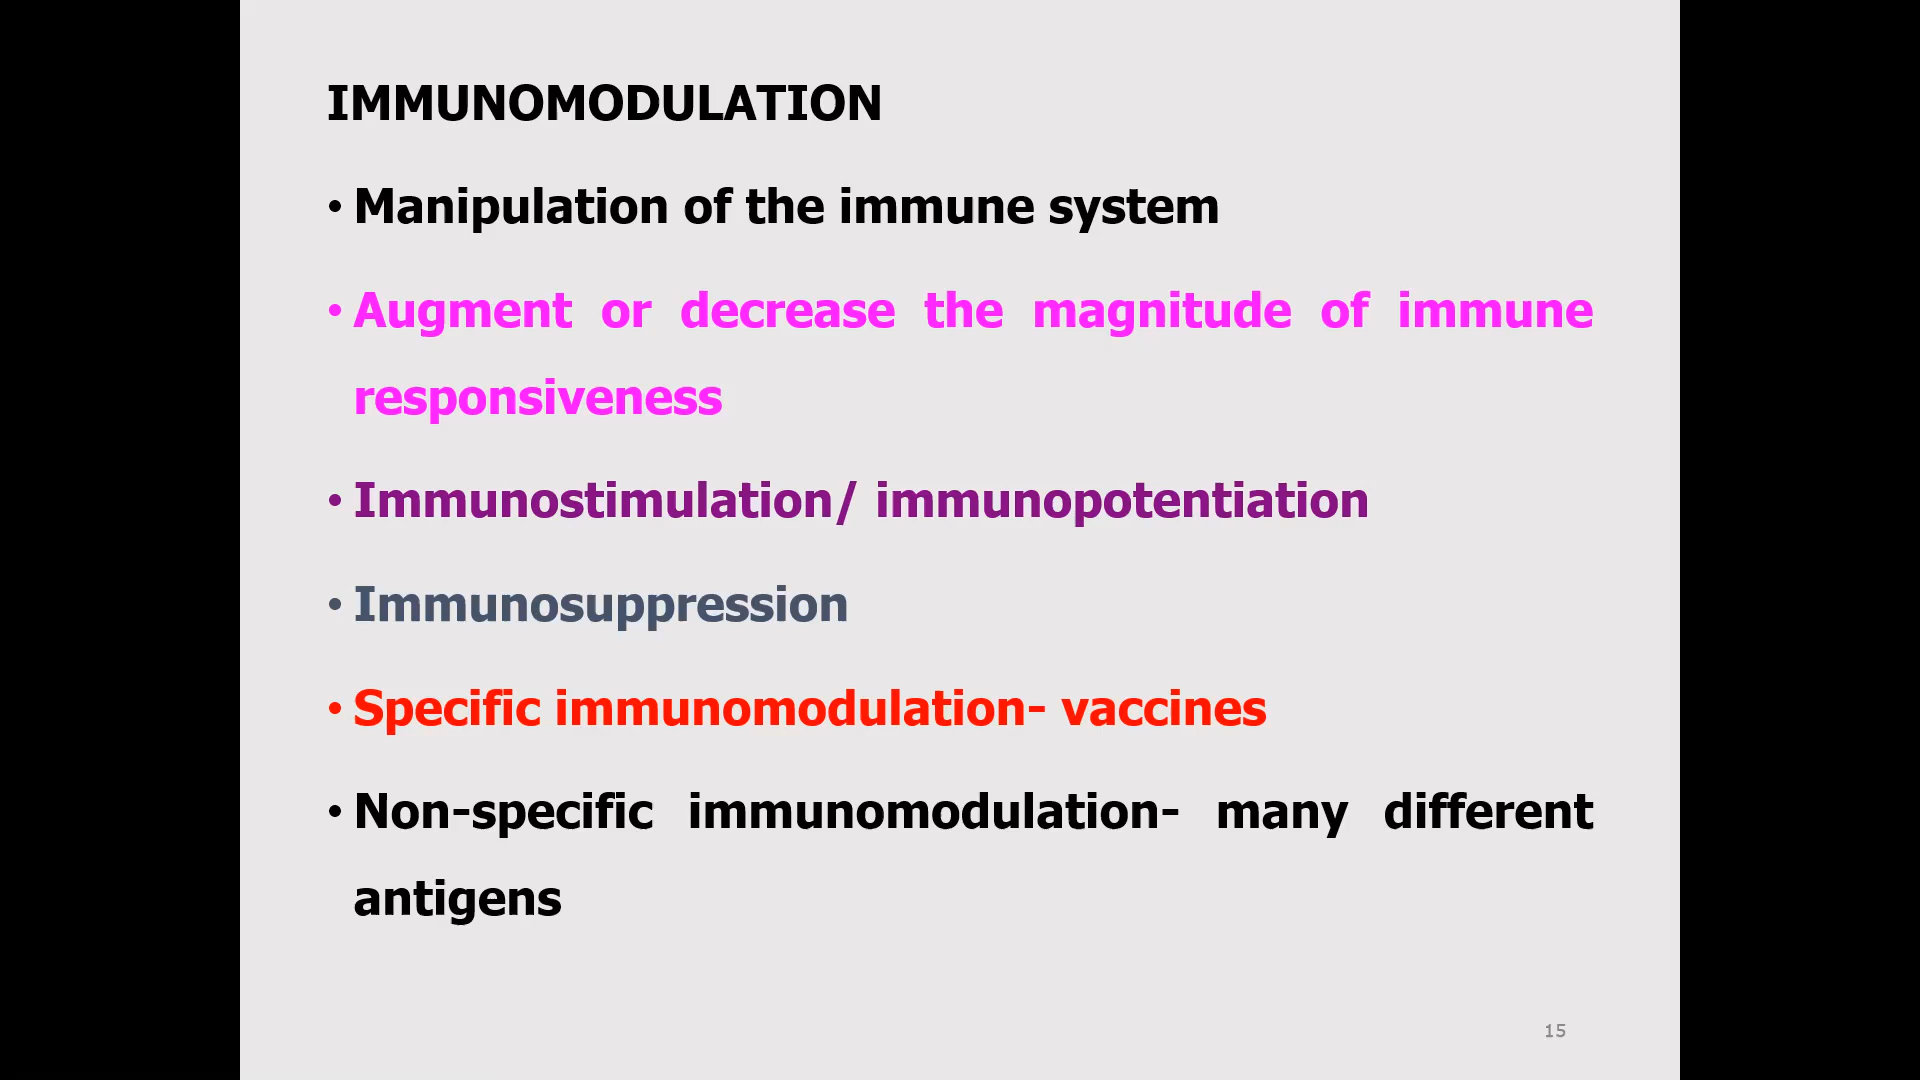 IMMUNOMODULATION
• Manipulation of the immune system
• Augment or decrease the magnitude of immune
responsiveness
• Immunostimulation/ immunopotentiation
• Immunosuppression
• Specific immunomodulation- vaccines
• Non-specific immunomodulation- many different
antigens
15